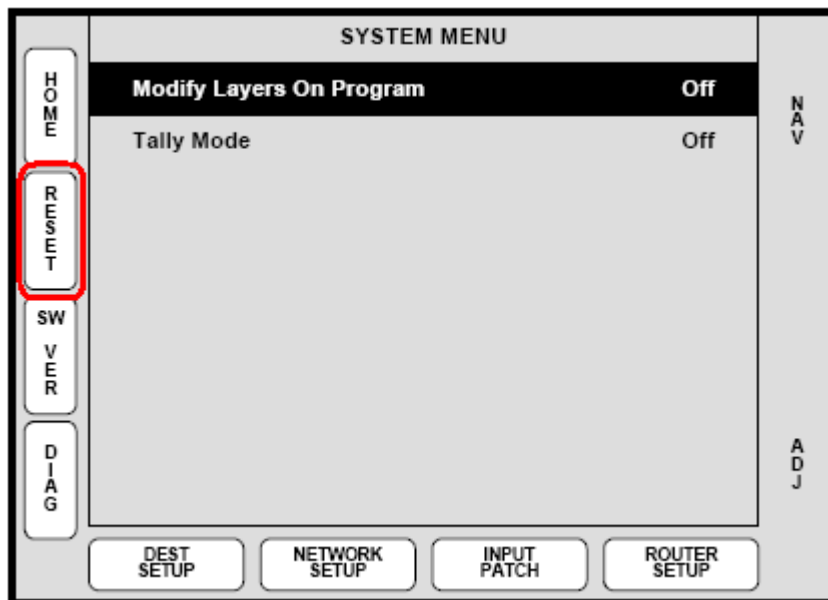 SYSTEM MENU
HOME
Modify Layers On Program Off
NAV
Tally Mode Off
RESET
SW VER
DIAG
ADJ
DEST SETUP
NETWORK SETUP
INPUT PATCH
ROUTER SETUP